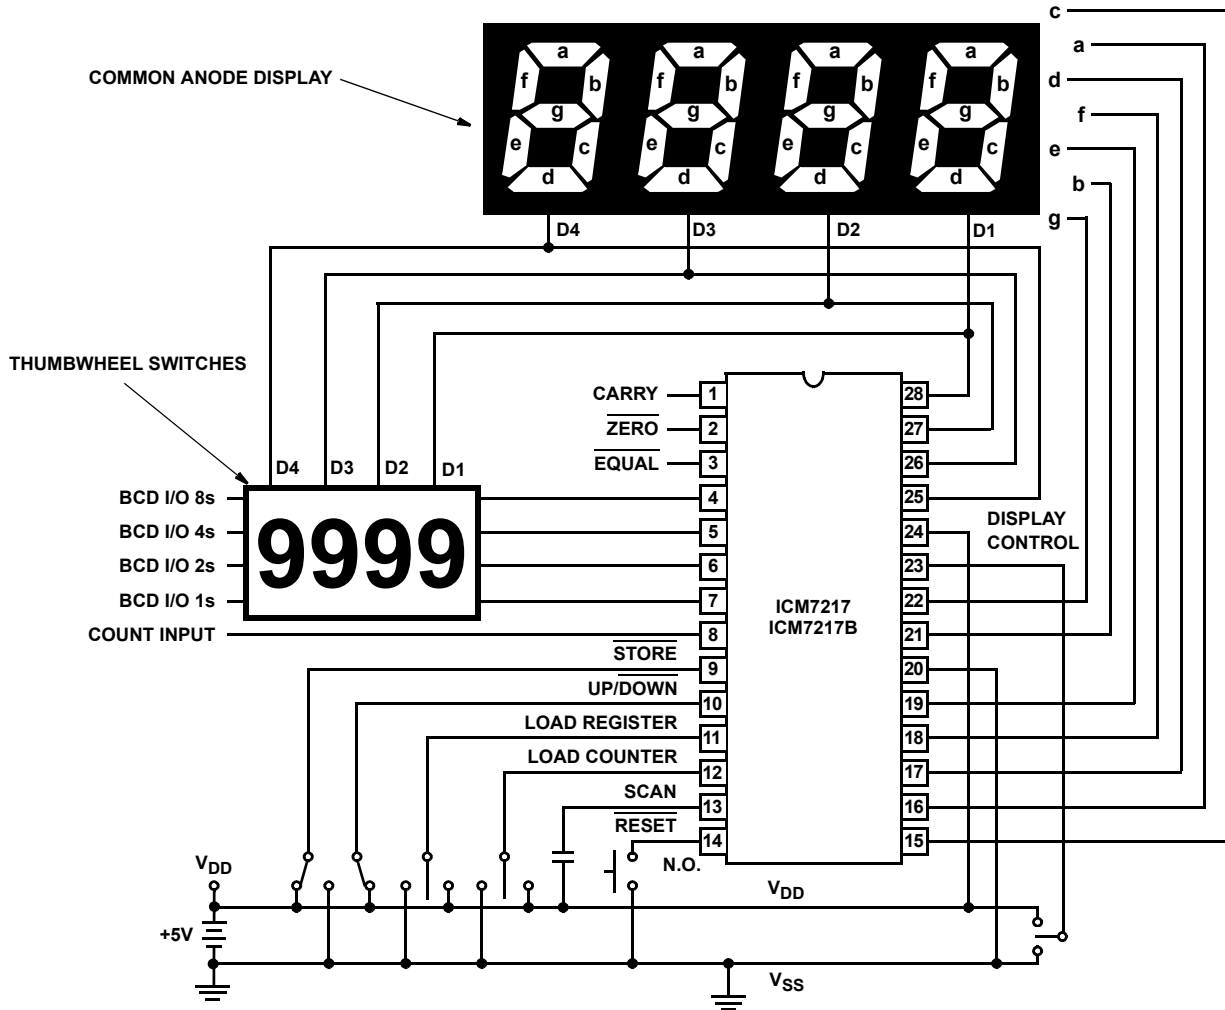 c
a
a a a a
COMMON ANODE DISPLAY
f b f b f b f b
d
g g g g
f
e c e c e c e c
e
d d d d
b
g
D4 D3 D2 D1
THUMBWHEEL SWITCHES
CARRY 1 28
ZERO 2 27
EQUAL 3 26
D4 D3 D2 D1
BCD I/O 8s 4 25
BCD I/O 4s 5 24
DISPLAY
CONTROL
9999
BCD I/O 2s 6 23
BCD I/O 1s 7 22
ICM7217
ICM7217B
COUNT INPUT 8 21
STORE
9 20
UP/DOWN
10 19
LOAD REGISTER
11 18
LOAD COUNTER
12 17
SCAN
13 16
RESET
14 15
N.O.
VDD
VDD
+5V
VSS